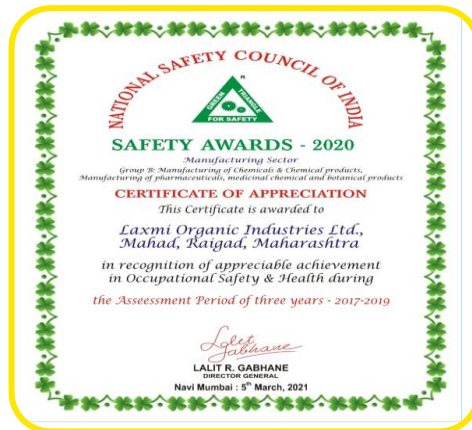 NATIONAL SAFETY COUNCIL OF INDIA
R
GREEN TRIANGLE
FOR SAFETY
SAFETY AWARDS - 2020
Manufacturing Sector
Group B: Manufacturing of Chemicals & Chemical products,
Manufacturing of pharmaceuticals, medicinal chemical and botanical products
CERTIFICATE OF APPRECIATION
This Certificate is awarded to
Laxmi Organic Industries Ltd.,
Mahad, Raigad, Maharashtra
in recognition of appreciable achievement
in Occupational Safety & Health during
the Asseessment Period of three years - 2017-2019
Lalit
Gabhane
LALIT R. GABHANE
DIRECTOR GENERAL
Navi Mumbai : 5th March, 2021